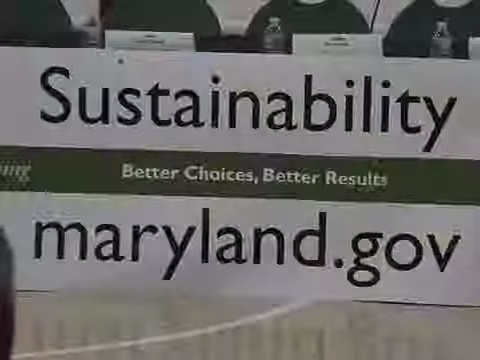 Sustainability
Better Choices, Better Results
maryland.gov